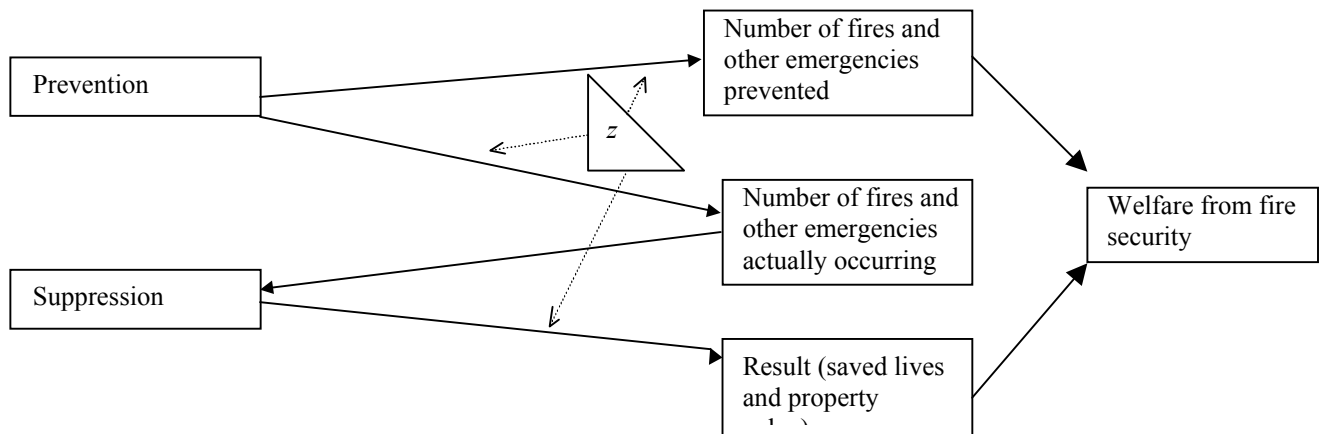 Number of fires and
other emergencies
prevented
Prevention
z
Number of fires and
other emergencies
actually occurring
Welfare from fire
security
Suppression
Result (saved lives
and property